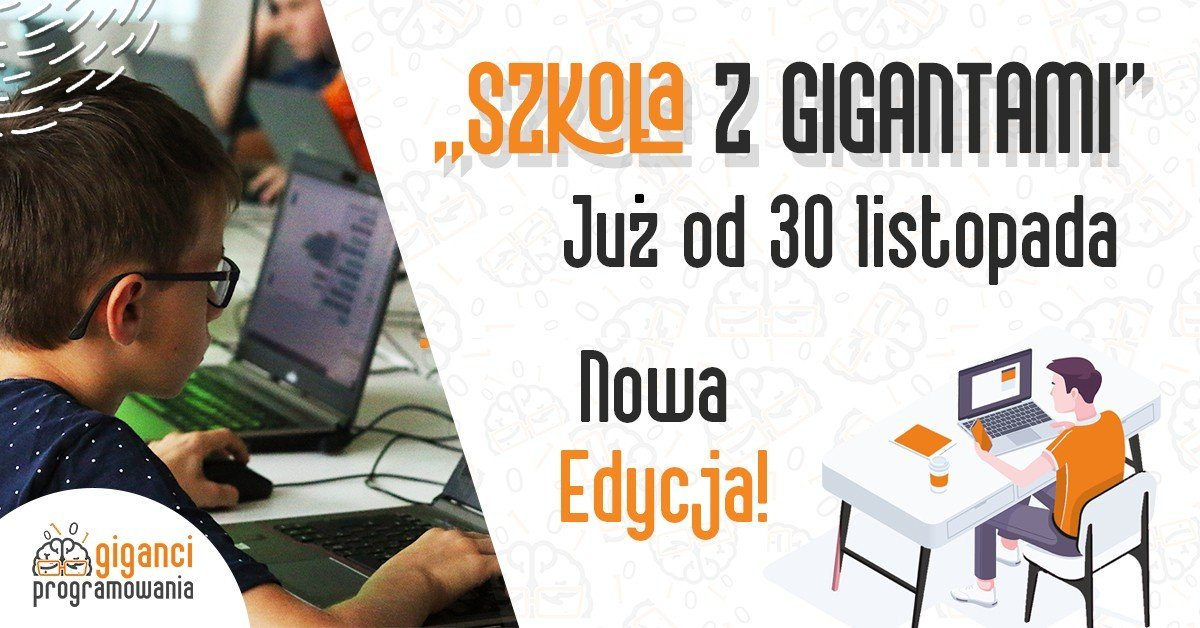 „SZKOŁA Z GIGANTAMI”
Już od 30 listopada
Nowa
Edycja!
giganci
programowania